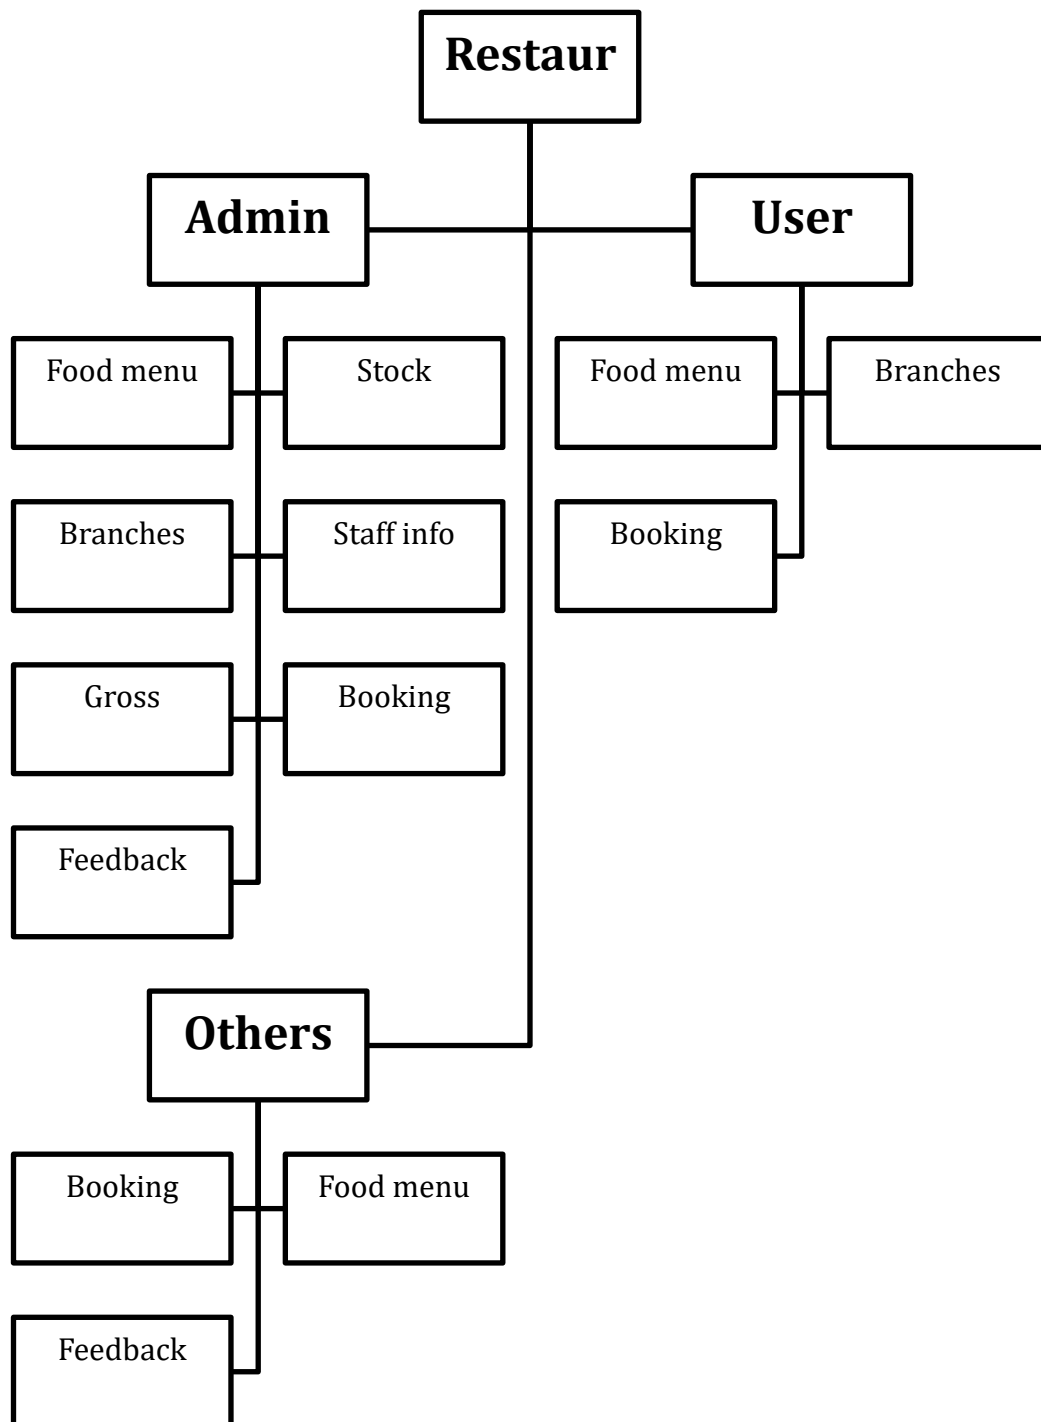 Restaur
Admin
User
Food menu
Stock
Food menu
Branches
Branches
Staff info
Booking
Gross
Booking
Feedback
Others
Booking
Food menu
Feedback